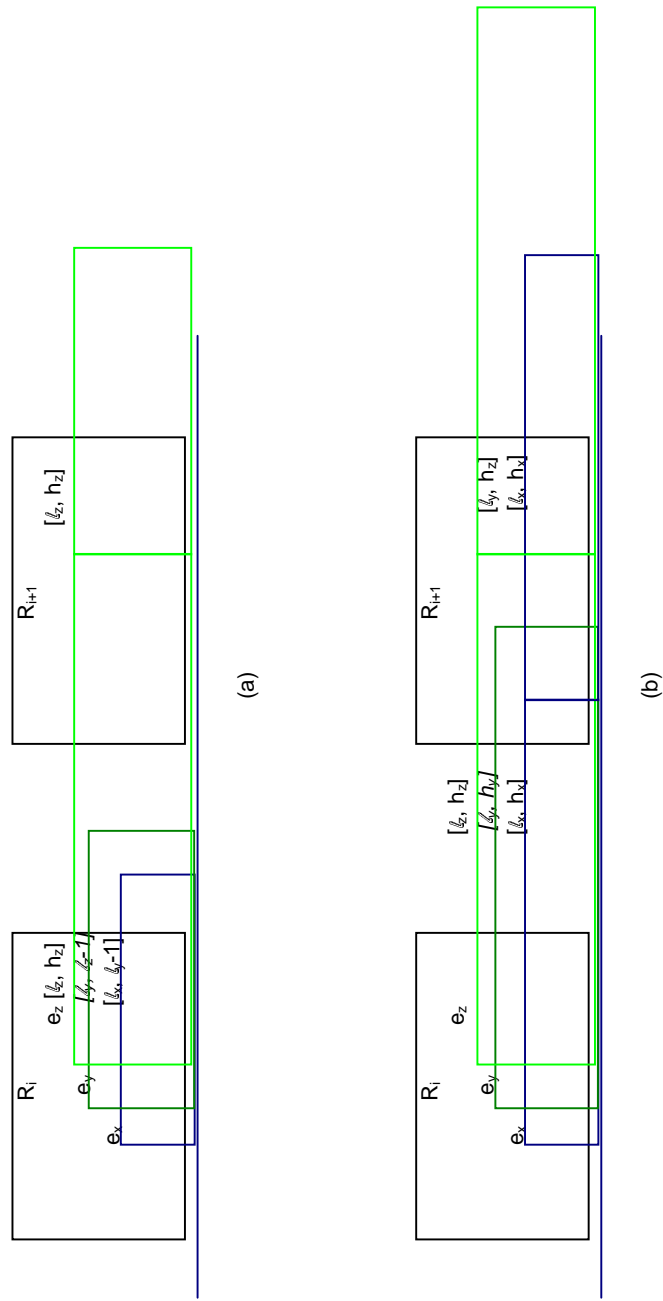 R_i
R_{i+1}
e_z [ℓ_z, h_z]
[ℓ_z, h_z]
e_y
[ℓ_y, ℓ_z-1]
e_x
[ℓ_x, ℓ_y-1]
(a)
R_i
R_{i+1}
e_z
[ℓ_z, h_z]
e_y
[ℓ_y, h_y]
[ℓ_y, h_z]
e_x
[ℓ_x, h_x]
[ℓ_x, h_x]
(b)